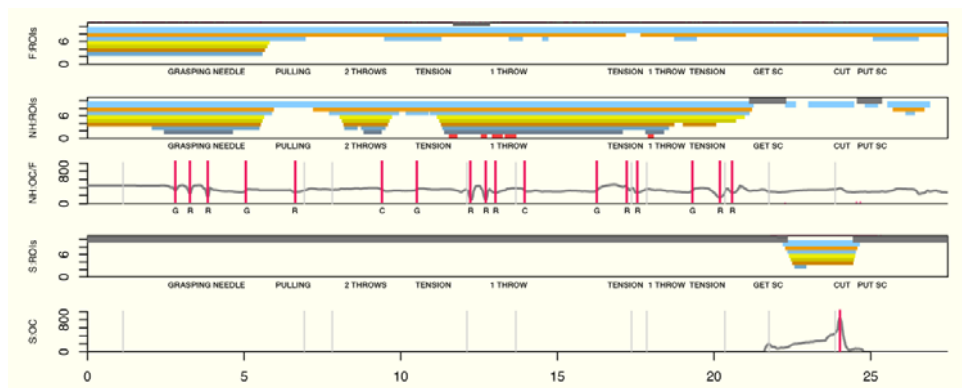 F:ROIs
0 6
GRASPING NEEDLE PULLING 2 THROWS TENSION 1 THROW TENSION 1 THROW TENSION GET SC CUT PUT SC
NH:ROIs
0 6
GRASPING NEEDLE PULLING 2 THROWS TENSION 1 THROW TENSION 1 THROW TENSION GET SC CUT PUT SC
NH:OC/F
0 800
G R R G R C G R R R C G R R G R R
S:ROIs
0 6
GRASPING NEEDLE PULLING 2 THROWS TENSION 1 THROW TENSION 1 THROW TENSION GET SC CUT PUT SC
S:OC
0 800
0 5 10 15 20 25